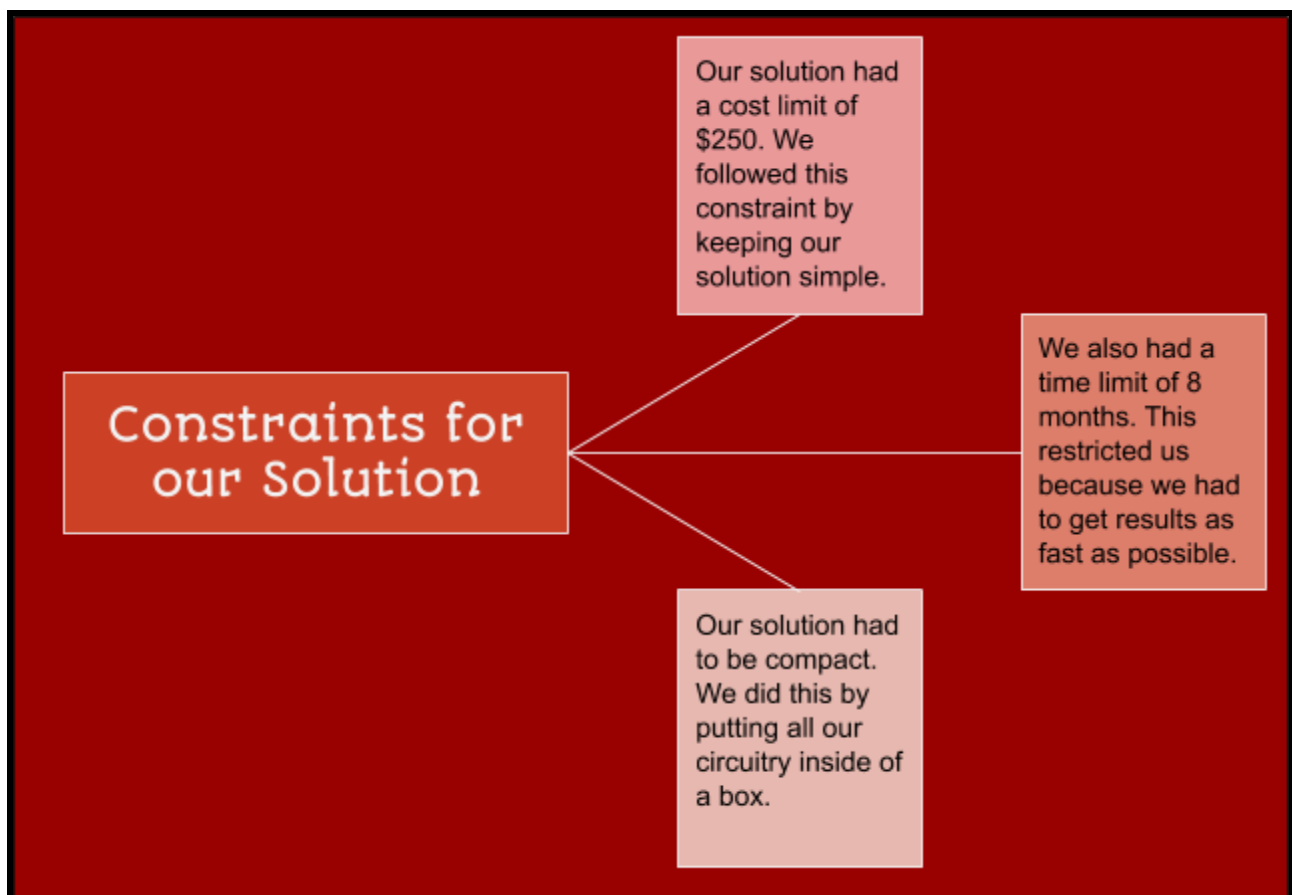 Our solution had
a cost limit of
$250. We
followed this
constraint by
keeping our
solution simple.
We also had a
time limit of 8
months. This
restricted us
because we had
to get results as
fast as possible.
Constraints for
our Solution
Our solution had
to be compact.
We did this by
putting all our
circuitry inside of
a box.